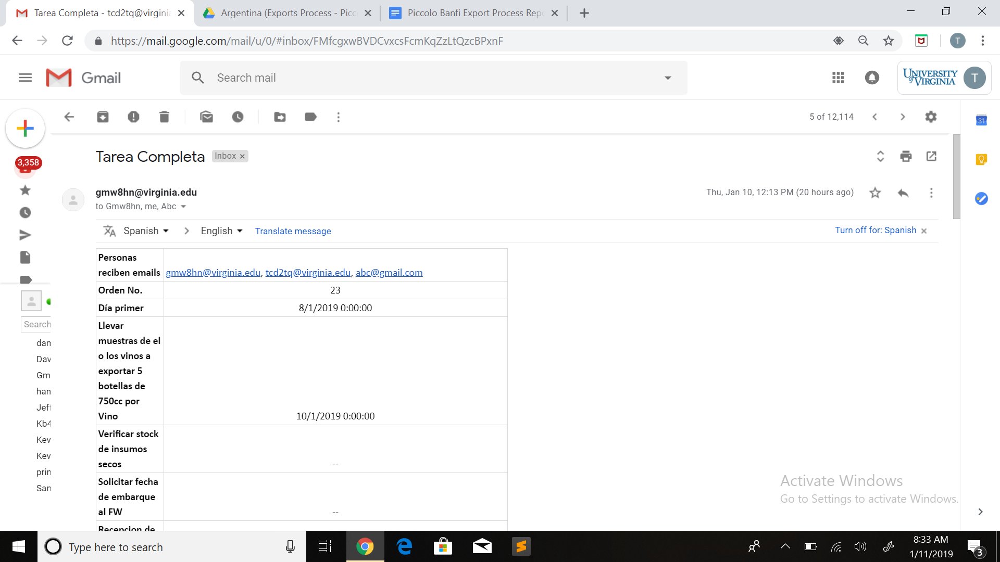 Tarea Completa - tcd2tq@virginia
Argentina (Exports Process - Picc
Piccolo Banfi Export Process Repo
https://mail.google.com/mail/u/0/#inbox/FMfcgxwBVDCvxcsFcmKqZzLtQzcBPxnF
T
Gmail
Search mail
UNIVERSITY
of VIRGINIA
T
5 of 12,114
31
3,358
Tarea Completa
Inbox
gmw8hn@virginia.edu
Thu, Jan 10, 12:13 PM (20 hours ago)
to Gmw8hn, me, Abc
Spanish
English
Translate message
Turn off for: Spanish
Personas
reciben emails
gmw8hn@virginia.edu, tcd2tq@virginia.edu, abc@gmail.com
Orden No.
23
Día primer
8/1/2019 0:00:00
Llevar
muestras de el
o los vinos a
exportar 5
botellas de
750cc por
Vino
10/1/2019 0:00:00
Verificar stock
de insumos
secos
--
Solicitar fecha
de embarque
al FW
--
Recepcion de
Search
dan
Dav
Gm
han
Jeff
Kb4
Kev
Kev
prin
San
Activate Windows
Go to Settings to activate Windows.
Type here to search
8:33 AM
1/11/2019
3